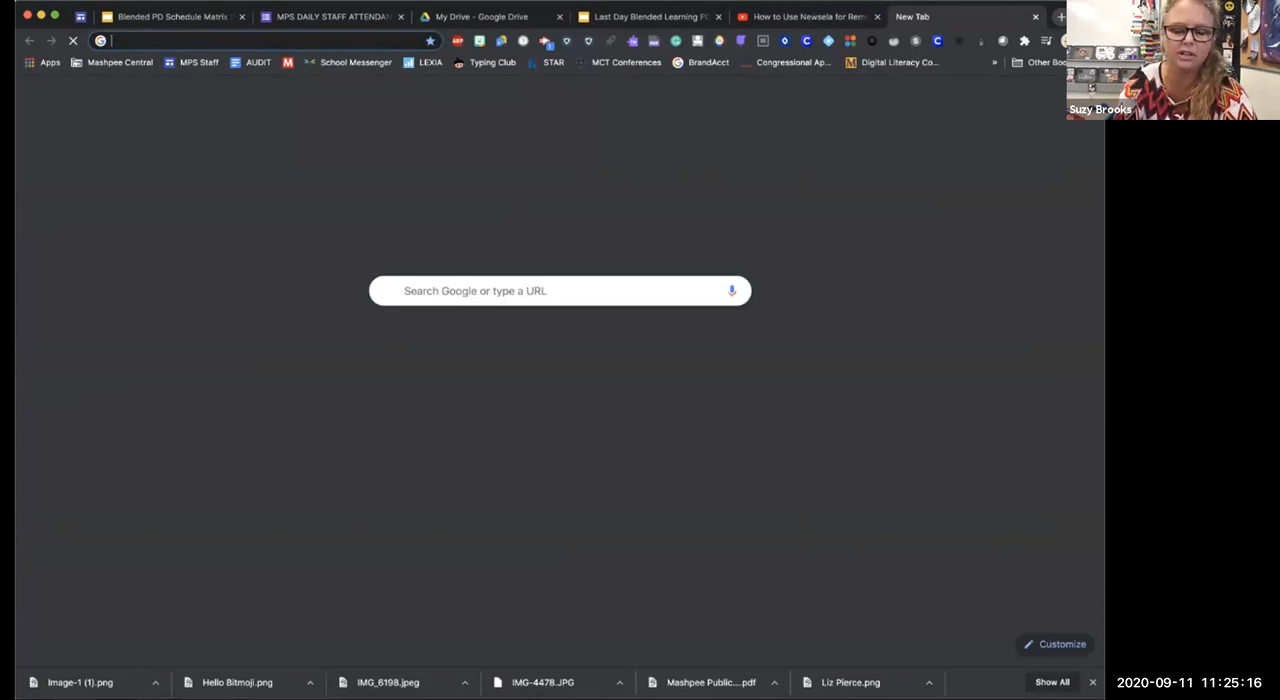 Blended PD Schedule Matrix
MPS DAILY STAFF ATTENDAN
My Drive - Google Drive
Last Day Blended Learning PD
How to Use Newsela for Rem
New Tab
Apps
Mashpee Central
MPS Staff
AUDIT
School Messenger
LEXIA
Typing Club
STAR
MCT Conferences
BrandAcct
Congressional Ap...
Digital Literacy Co...
»
Other Boo
Suzy Brooks
Search Google or type a URL
Customize
Image-1 (1).png
Hello Bitmoji.png
IMG_6198.jpeg
IMG-4478.JPG
Mashpee Public....pdf
Liz Pierce.png
Show All
2020-09-11 11:25:16